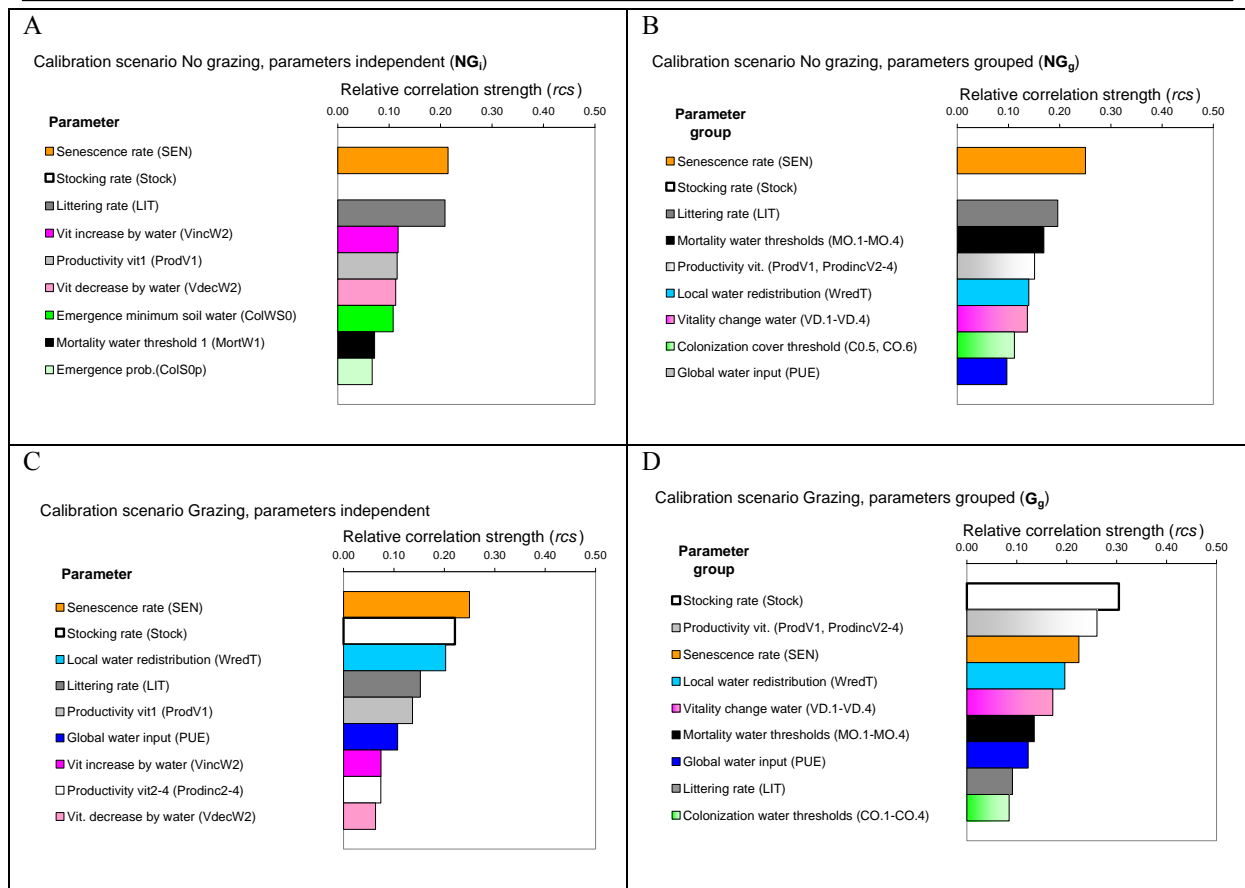 A
Calibration scenario No grazing, parameters independent (NGi)
Relative correlation strength (rcs)
0.00 0.10 0.20 0.30 0.40 0.50
Parameter
Senescence rate (SEN)
Stocking rate (Stock)
Littering rate (LIT)
Vit increase by water (VincW2)
Productivity vit1 (ProdV1)
Vit decrease by water (VdecW2)
Emergence minimum soil water (ColWS0)
Mortality water threshold 1 (MortW1)
Emergence prob.(ColS0p)
B
Calibration scenario No grazing, parameters grouped (NGg)
Relative correlation strength (rcs)
0.00 0.10 0.20 0.30 0.40 0.50
Parameter
group
Senescence rate (SEN)
Stocking rate (Stock)
Littering rate (LIT)
Mortality water thresholds (MO.1-MO.4)
Productivity vit. (ProdV1, ProdincV2-4)
Local water redistribution (WredT)
Vitality change water (VD.1-VD.4)
Colonization cover threshold (C0.5, CO.6)
Global water input (PUE)
C
Calibration scenario Grazing, parameters independent
Relative correlation strength (rcs)
0.00 0.10 0.20 0.30 0.40 0.50
Parameter
Senescence rate (SEN)
Stocking rate (Stock)
Local water redistribution (WredT)
Littering rate (LIT)
Productivity vit1 (ProdV1)
Global water input (PUE)
Vit increase by water (VincW2)
Productivity vit2-4 (Prodinc2-4)
Vit. decrease by water (VdecW2)
D
Calibration scenario Grazing, parameters grouped (Gg)
Relative correlation strength (rcs)
0.00 0.10 0.20 0.30 0.40 0.50
Parameter
group
Stocking rate (Stock)
Productivity vit. (ProdV1, ProdincV2-4)
Senescence rate (SEN)
Local water redistribution (WredT)
Vitality change water (VD.1-VD.4)
Mortality water thresholds (MO.1-MO.4)
Global water input (PUE)
Littering rate (LIT)
Colonization water thresholds (CO.1-CO.4)